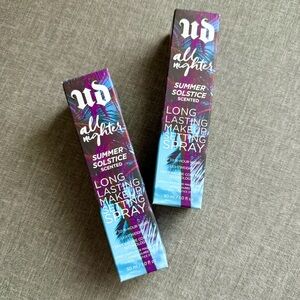 UD
all
nighter
SUMMER
SOLSTICE
SCENTED
LONG
LASTING
MAKEUP
SETTING
SPRAY
UD
all
nighter
SUMMER
SOLSTICE
SCENTED
LONG
LASTING
MAKEUP
SETTING
SPRAY